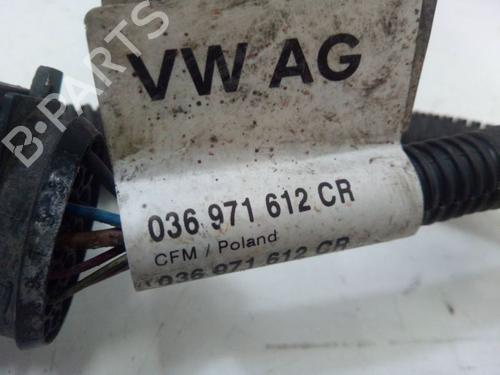 VW AG
B-PARTS
036 971 612 CR
CFM / Poland
036 971 612 CR